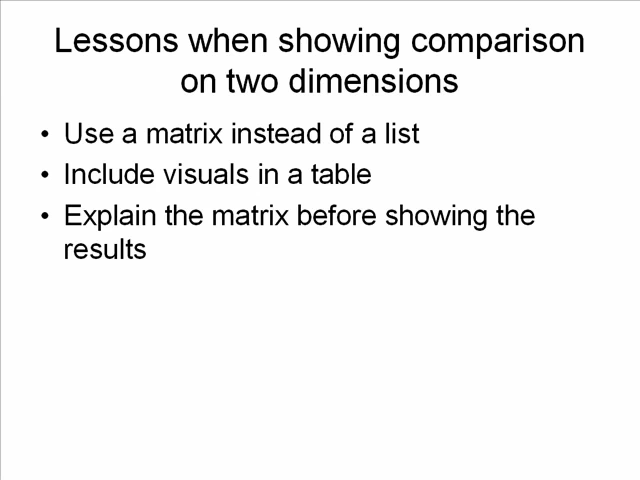 Lessons when showing comparison
on two dimensions
• Use a matrix instead of a list
• Include visuals in a table
• Explain the matrix before showing the
results